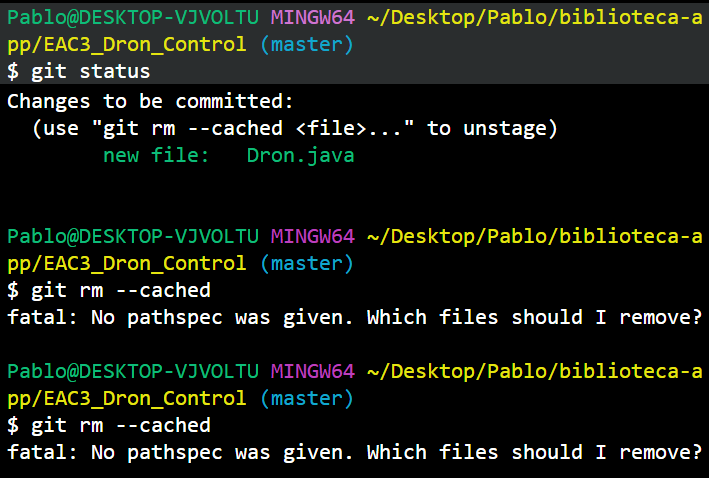 Pablo@DESKTOP-VJVOLTU MINGW64 ~/Desktop/Pablo/biblioteca-a
pp/EAC3_Dron_Control (master)
$ git status
Changes to be committed:
  (use "git rm --cached <file>..." to unstage)
        new file:   Dron.java
Pablo@DESKTOP-VJVOLTU MINGW64 ~/Desktop/Pablo/biblioteca-a
pp/EAC3_Dron_Control (master)
$ git rm --cached
fatal: No pathspec was given. Which files should I remove?
Pablo@DESKTOP-VJVOLTU MINGW64 ~/Desktop/Pablo/biblioteca-a
pp/EAC3_Dron_Control (master)
$ git rm --cached
fatal: No pathspec was given. Which files should I remove?